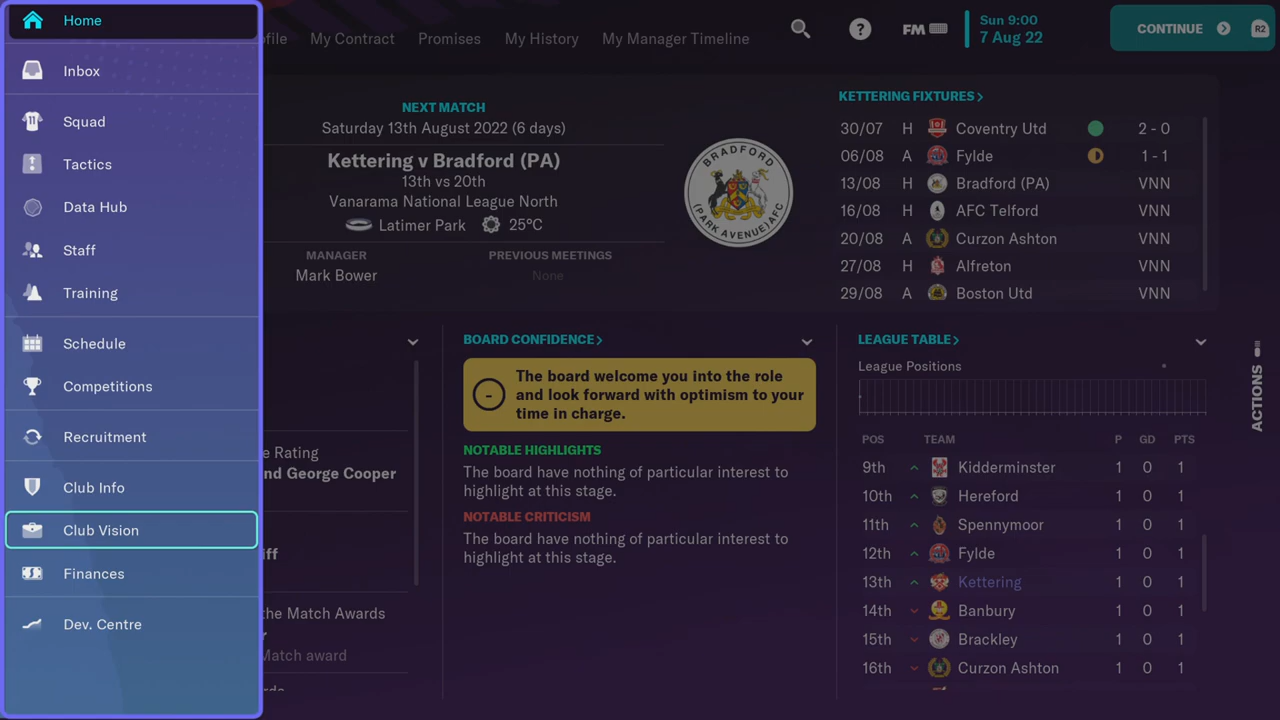 Home
Inbox
Squad
Tactics
Data Hub
Staff
Training
Schedule
Competitions
Recruitment
Club Info
Club Vision
Finances
Dev. Centre
My Contract
Promises
My History
My Manager Timeline
?
FM
Sun 9:00
7 Aug 22
CONTINUE
R2
NEXT MATCH
Saturday 13th August 2022 (6 days)
Kettering v Bradford (PA)
13th vs 20th
Vanarama National League North
Latimer Park 25°C
MANAGER
Mark Bower
PREVIOUS MEETINGS
None
BRADFORD
(PARK AVENUE) AFC
KETTERING FIXTURES
30/07 H Coventry Utd 2 - 0
06/08 A Fylde 1 - 1
13/08 H Bradford (PA) VNN
16/08 H AFC Telford VNN
20/08 A Curzon Ashton VNN
27/08 H Alfreton VNN
29/08 A Boston Utd VNN
Rating
nd George Cooper
iff
the Match Awards
Match award
BOARD CONFIDENCE
The board welcome you into the role
and look forward with optimism to your
time in charge.
NOTABLE HIGHLIGHTS
The board have nothing of particular interest to
highlight at this stage.
NOTABLE CRITICISM
The board have nothing of particular interest to
highlight at this stage.
LEAGUE TABLE
League Positions
POS TEAM P GD PTS
9th Kidderminster 1 0 1
10th Hereford 1 0 1
11th Spennymoor 1 0 1
12th Fylde 1 0 1
13th Kettering 1 0 1
14th Banbury 1 0 1
15th Brackley 1 0 1
16th Curzon Ashton 1 0 1
ACTIONS